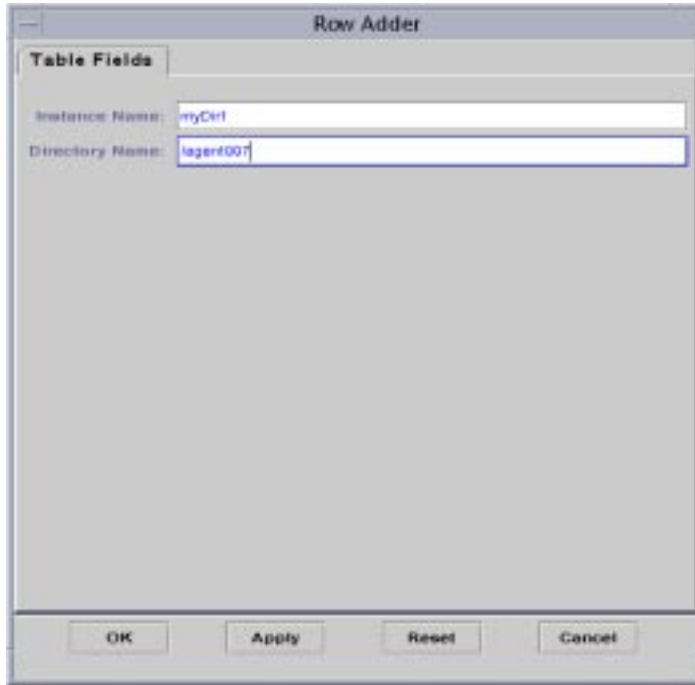 Row Adder
Table Fields
Instance Name: myDir1
Directory Name: /agent007
OK Apply Reset Cancel